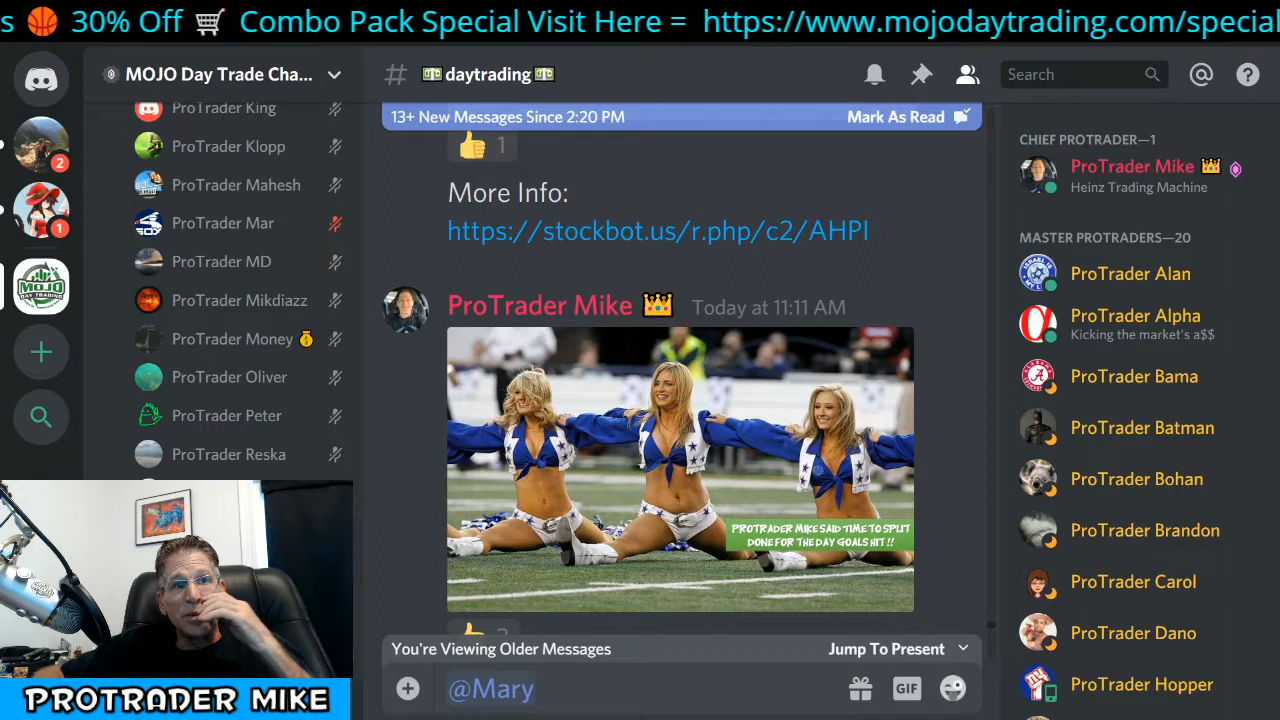 s 🏀 30% Off 🛒 Combo Pack Special Visit Here = https://www.mojodaytrading.com/special
MOJO Day Trade Cha...
ProTrader King
ProTrader Klopp
ProTrader Mahesh
ProTrader Mar
ProTrader MD
ProTrader Mikdiazz
ProTrader Money 💰
ProTrader Oliver
ProTrader Peter
ProTrader Reska
2
1
MOJO
DAY TRADING
# 💵daytrading💵
Search
13+ New Messages Since 2:20 PM
Mark As Read
👍 1
More Info:
https://stockbot.us/r.php/c2/AHPI
ProTrader Mike 👑 Today at 11:11 AM
PROTRADER MIKE SAID TIME TO SPLIT
DONE FOR THE DAY GOALS HIT !!
You're Viewing Older Messages
Jump To Present
@Mary
GIF
CHIEF PROTRADER—1
ProTrader Mike 👑
Heinz Trading Machine
MASTER PROTRADERS—20
ProTrader Alan
ProTrader Alpha
Kicking the market's a$$
ProTrader Bama
ProTrader Batman
ProTrader Bohan
ProTrader Brandon
ProTrader Carol
ProTrader Dano
ProTrader Hopper
PROTRADER MIKE